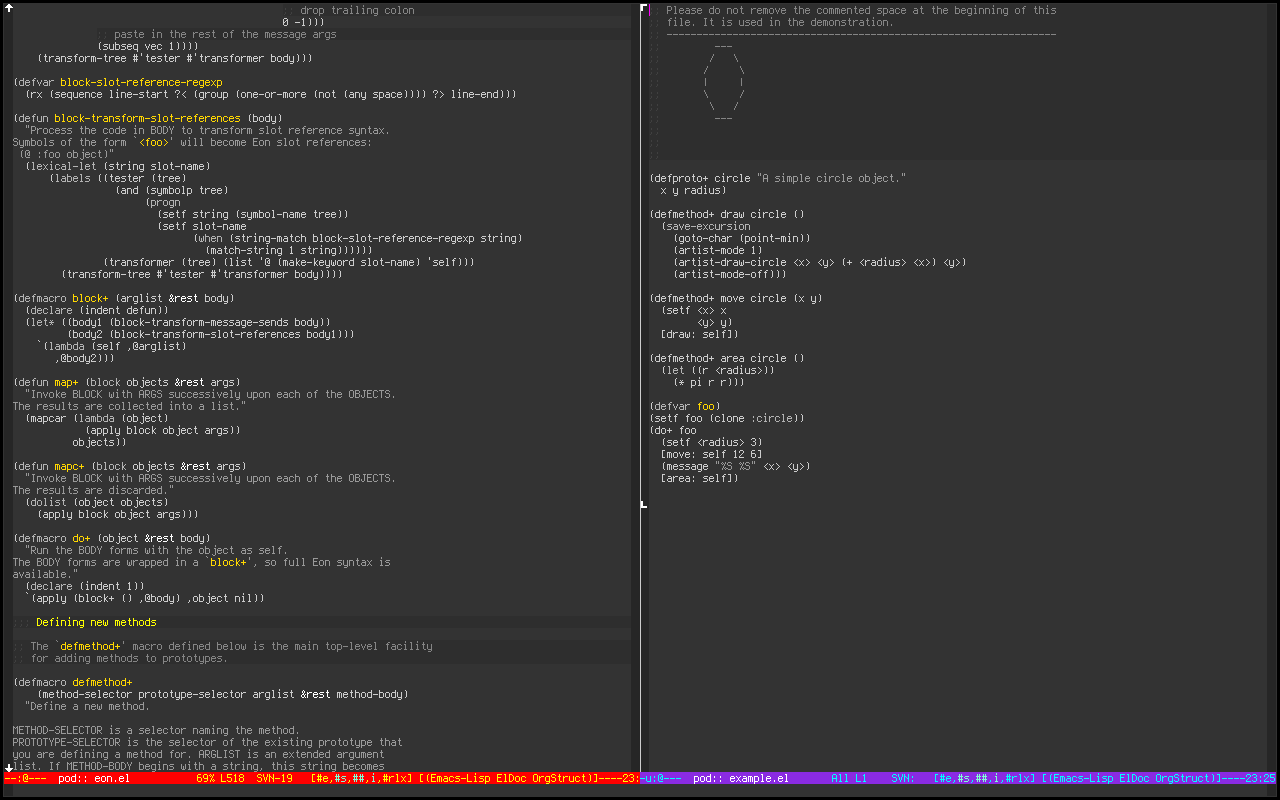 ;; drop trailing colon
0 -1)))
;; paste in the rest of the message args
(subseq vec 1))))
(transform-tree #'tester #'transformer body)))
(defvar block-slot-reference-regexp
(rx (sequence line-start ?< (group (one-or-more (not (any space)))) ?> line-end)))
(defun block-transform-slot-references (body)
"Process the code in BODY to transform slot reference syntax.
Symbols of the form `<foo>' will become Eon slot references:
(@ :foo object)"
(lexical-let (string slot-name)
(labels ((tester (tree)
(and (symbolp tree)
(progn
(setf string (symbol-name tree))
(setf slot-name
(when (string-match block-slot-reference-regexp string)
(match-string 1 string))))))
(transformer (tree) (list '@ (make-keyword slot-name) 'self)))
(transform-tree #'tester #'transformer body))))
(defmacro block+ (arglist &rest body)
(declare (indent defun))
(let* ((body1 (block-transform-message-sends body))
(body2 (block-transform-slot-references body1)))
`(lambda (self ,@arglist)
,@body2)))
(defun map+ (block objects &rest args)
"Invoke BLOCK with ARGS successively upon each of the OBJECTS.
The results are collected into a list."
(mapcar (lambda (object)
(apply block object args))
objects))
(defun mapc+ (block objects &rest args)
"Invoke BLOCK with ARGS successively upon each of the OBJECTS.
The results are discarded."
(dolist (object objects)
(apply block object args)))
(defmacro do+ (object &rest body)
"Run the BODY forms with the object as self.
The BODY forms are wrapped in a `block+', so full Eon syntax is
available."
(declare (indent 1))
`(apply (block+ () ,@body) ,object nil))
;;; Defining new methods
;; The `defmethod+' macro defined below is the main top-level facility
;; for adding methods to prototypes.
(defmacro defmethod+
(method-selector prototype-selector arglist &rest method-body)
"Define a new method.
METHOD-SELECTOR is a selector naming the method.
PROTOTYPE-SELECTOR is the selector of the existing prototype that
you are defining a method for. ARGLIST is an extended argument
list. If METHOD-BODY begins with a string, this string becomes
--:@--- pod:: eon.el 69% L518 SVN-19 [#e,#s,##,i,#rlx] [(Emacs-Lisp ElDoc OrgStruct)]----23:
;; Please do not remove the commented space at the beginning of this
;; file. It is used in the demonstration.
;; -----------------------------------------------------------------
;; ---
;; / \
;; / \
;; | |
;; \ /
;; \ /
;; ---
(defproto+ circle "A simple circle object."
x y radius)
(defmethod+ draw circle ()
(save-excursion
(goto-char (point-min))
(artist-mode 1)
(artist-draw-circle <x> <y> (+ <radius> <x>) <y>)
(artist-mode-off)))
(defmethod+ move circle (x y)
(setf <x> x
<y> y)
[draw: self])
(defmethod+ area circle ()
(let ((r <radius>))
(* pi r r)))
(defvar foo)
(setf foo (clone :circle))
(do+ foo
(setf <radius> 3)
[move: self 12 6]
(message "%S %S" <x> <y>)
[area: self])
-u:@--- pod:: example.el All L1 SVN: [#e,#s,##,i,#rlx] [(Emacs-Lisp ElDoc OrgStruct)]----23:25